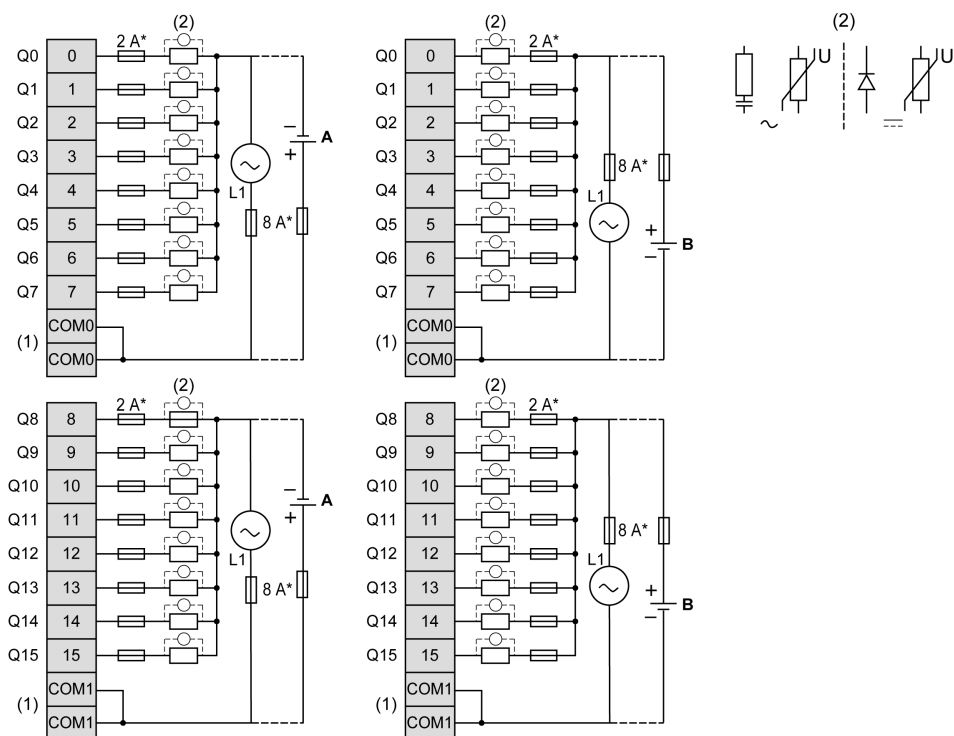 (2)
Q0 0 2 A*
Q1 1
Q2 2
Q3 3
Q4 4
Q5 5
Q6 6
Q7 7
COM0
(1)
COM0
− A
+
L1
8 A*
(2)
Q0 0 2 A*
Q1 1
Q2 2
Q3 3
Q4 4
Q5 5
Q6 6
Q7 7
COM0
(1)
COM0
8 A*
L1
+ B
−
(2)
U U
(2)
Q8 8 2 A*
Q9 9
Q10 10
Q11 11
Q12 12
Q13 13
Q14 14
Q15 15
COM1
(1)
COM1
− A
+
L1
8 A*
(2)
Q8 8 2 A*
Q9 9
Q10 10
Q11 11
Q12 12
Q13 13
Q14 14
Q15 15
COM1
(1)
COM1
8 A*
L1
+ B
−